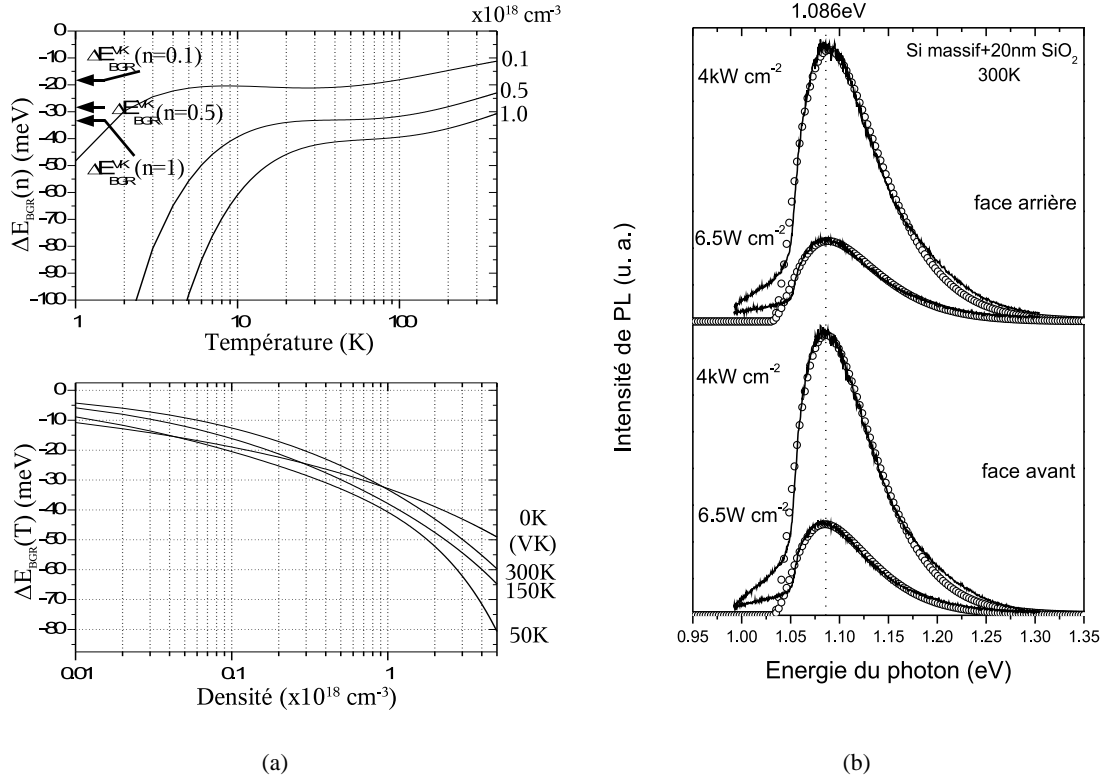 x10^18 cm^-3
0
-10
-20
-30
-40
-50
-60
-70
-80
-90
-100
ΔE^VK_BGR(n=0.1)
ΔE^VK_BGR(n=0.5)
ΔE^VK_BGR(n=1)
0.1
0.5
1.0
ΔE_BGR(n) (meV)
1
10
100
Température (K)
0
-10
-20
-30
-40
-50
-60
-70
-80
ΔE_BGR(T) (meV)
0K
(VK)
300K
150K
50K
0.01
0.1
1
Densité (x10^18 cm^-3)
(a)
1.086eV
Si massif+20nm SiO2
300K
4kW cm^-2
face arrière
6.5W cm^-2
4kW cm^-2
face avant
6.5W cm^-2
Intensité de PL (u. a.)
0.95 1.00 1.05 1.10 1.15 1.20 1.25 1.30 1.35
Energie du photon (eV)
(b)